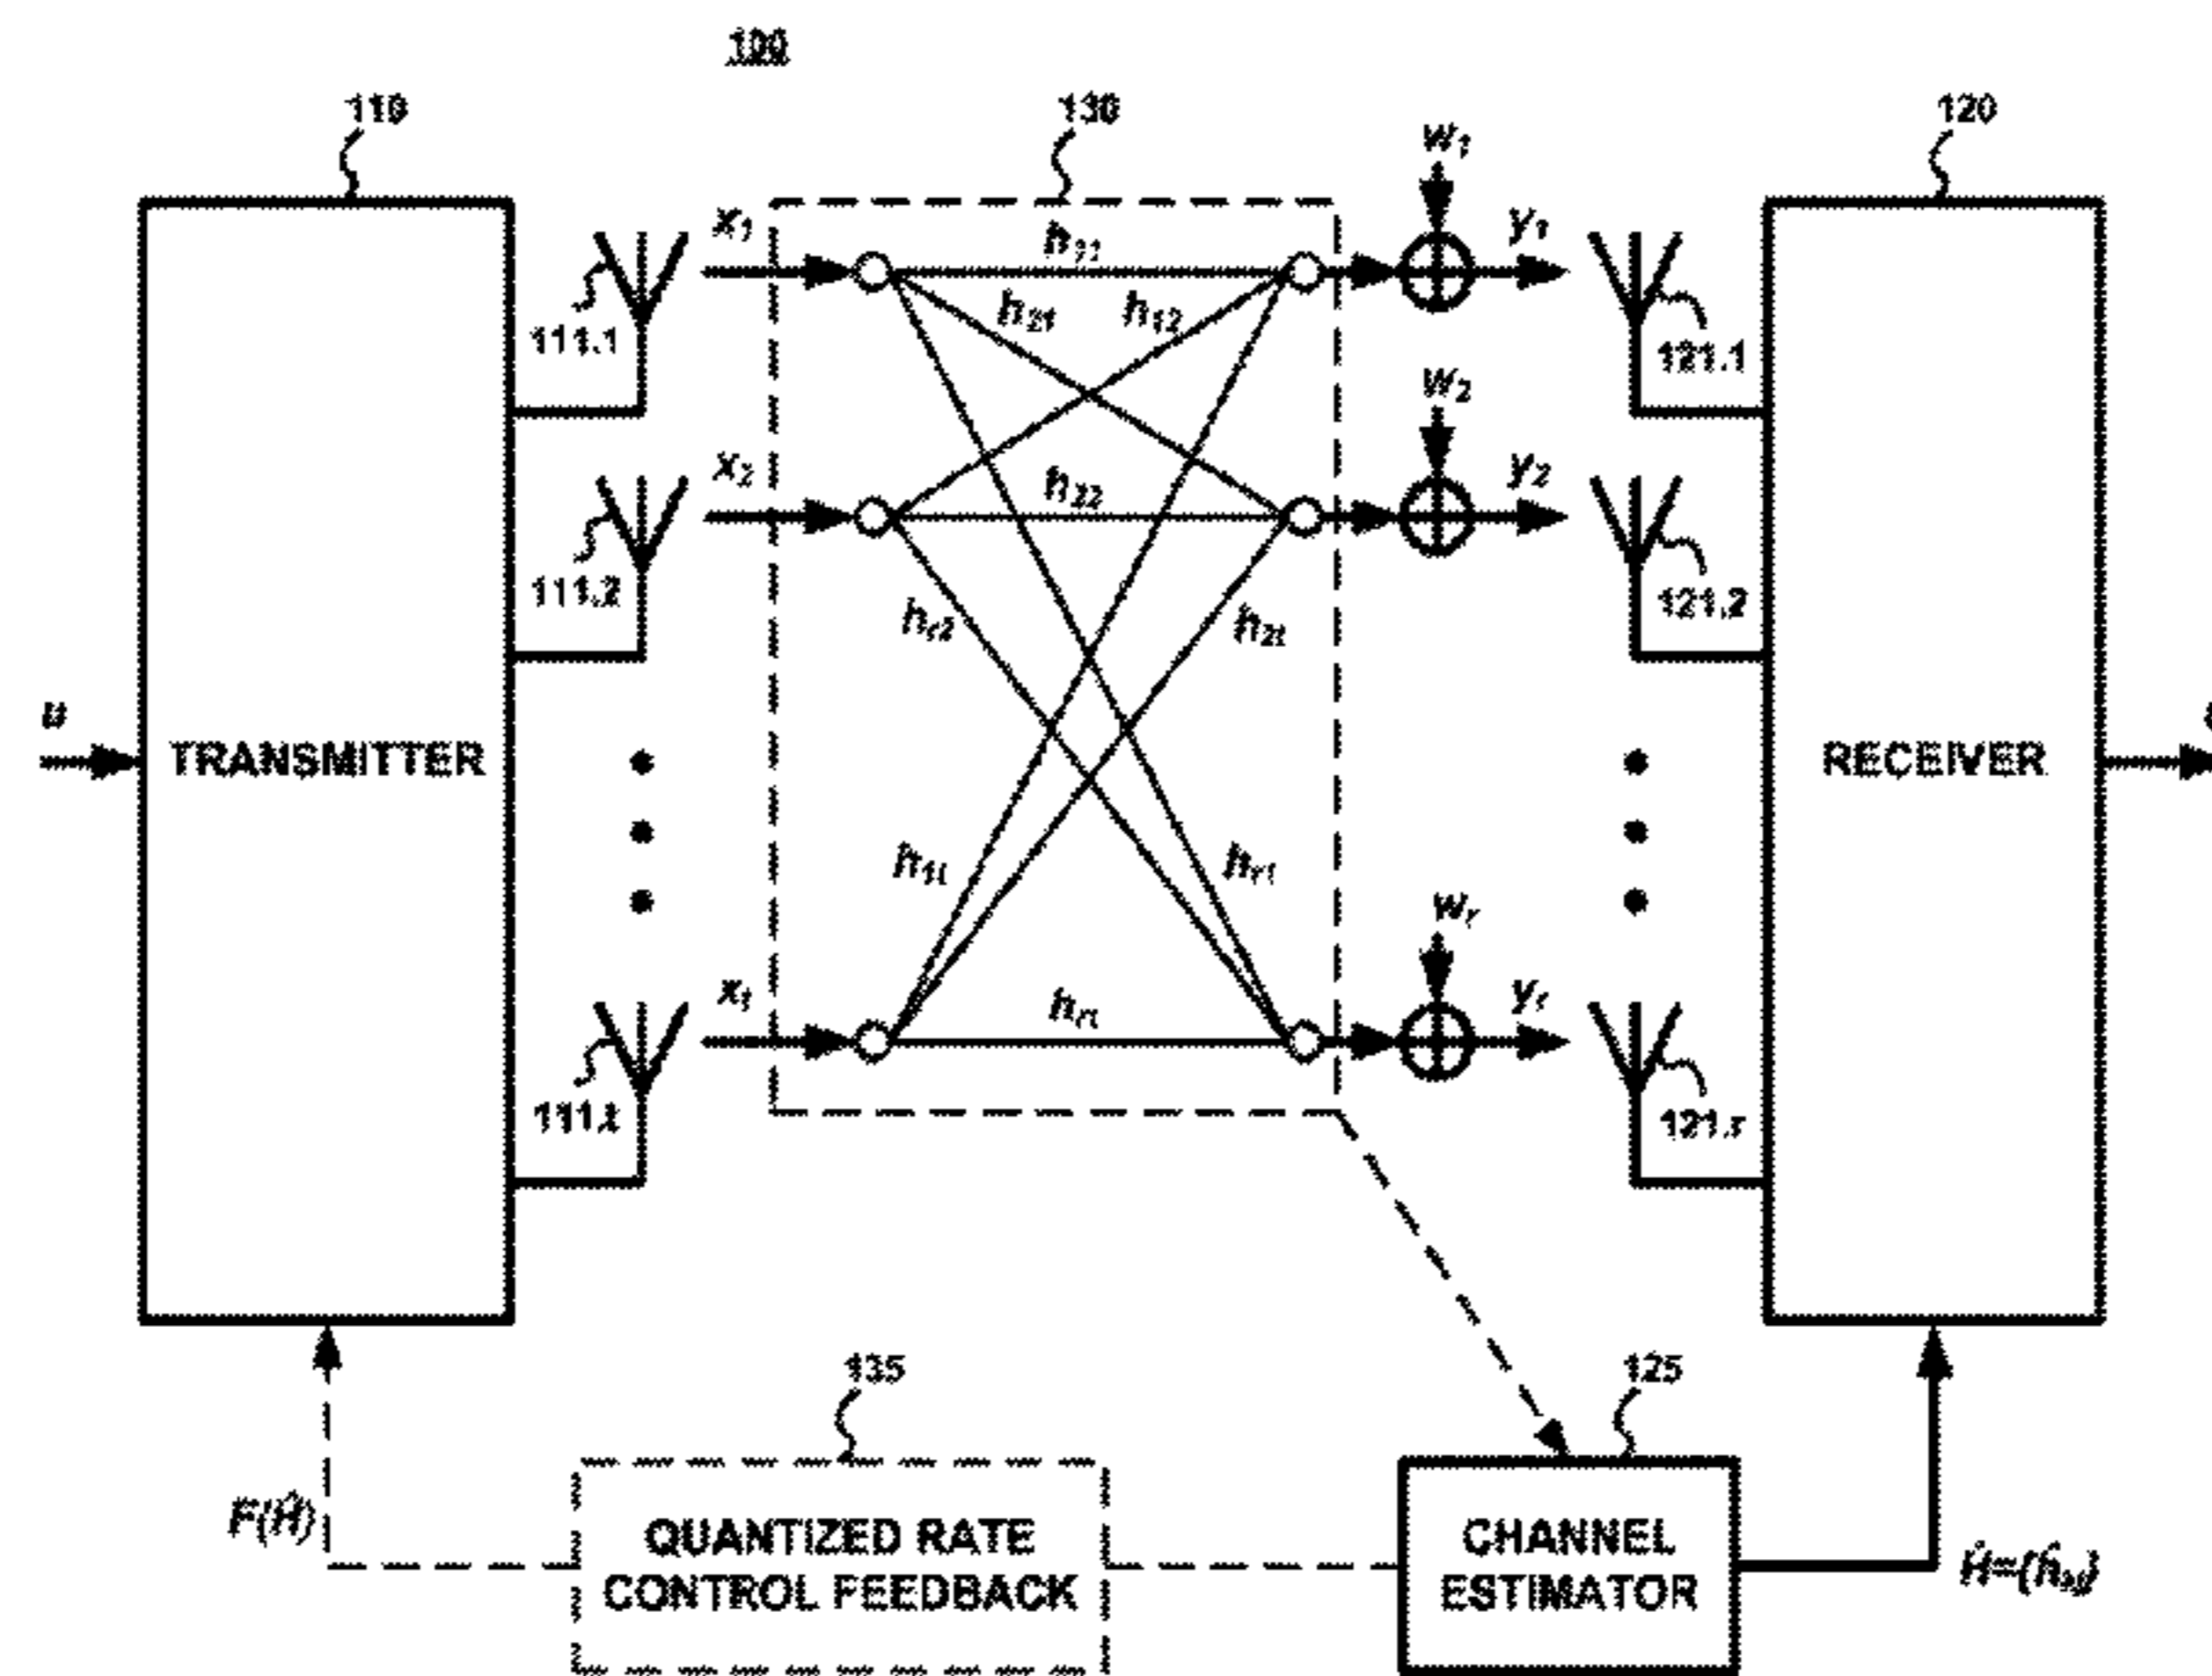 100
110
130
120
w₁
x₁
h₁₁
y₁
h₂₁
h₁₂
111.1
121.1
w₂
x₂
h₂₂
y₂
111.2
121.2
hᵣ₂
h₂ₜ
u
TRANSMITTER
RECEIVER
h₁ₜ
hᵣ₁
wᵣ
xₜ
hᵣₜ
yᵣ
111.t
121.r
135
125
F(Ĥ)
QUANTIZED RATE
CONTROL FEEDBACK
CHANNEL
ESTIMATOR